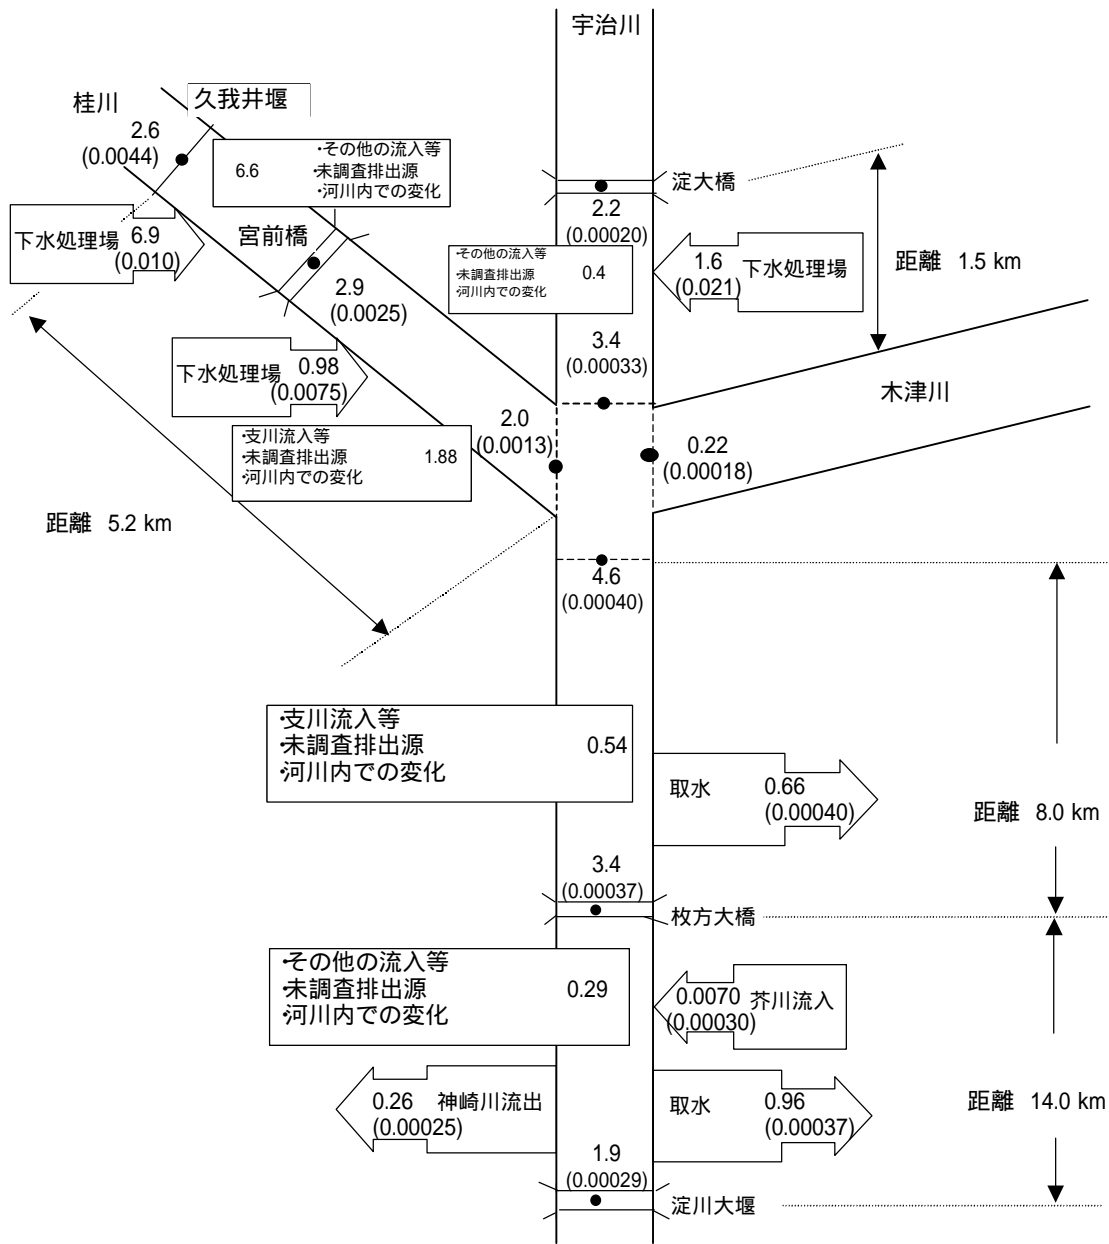 宇治川
桂川
久我井堰
2.6
(0.0044)
6.6
・その他の流入等
・未調査排出源
・河川内での変化
淀大橋
2.2
(0.00020)
下水処理場
6.9
(0.010)
宮前橋
2.9
(0.0025)
・その他の流入等
・未調査排出源
・河川内での変化
0.4
1.6
(0.021)
下水処理場
距離 1.5 km
3.4
(0.00033)
下水処理場
0.98
(0.0075)
木津川
2.0
(0.0013)
0.22
(0.00018)
・支川流入等
・未調査排出源
・河川内での変化
1.88
距離 5.2 km
4.6
(0.00040)
・支川流入等
・未調査排出源
・河川内での変化
0.54
取水
0.66
(0.00040)
距離 8.0 km
3.4
(0.00037)
枚方大橋
・その他の流入等
・未調査排出源
・河川内での変化
0.29
0.0070
(0.00030)
芥川流入
0.26
(0.00025)
神崎川流出
取水
0.96
(0.00037)
距離 14.0 km
1.9
(0.00029)
淀川大堰